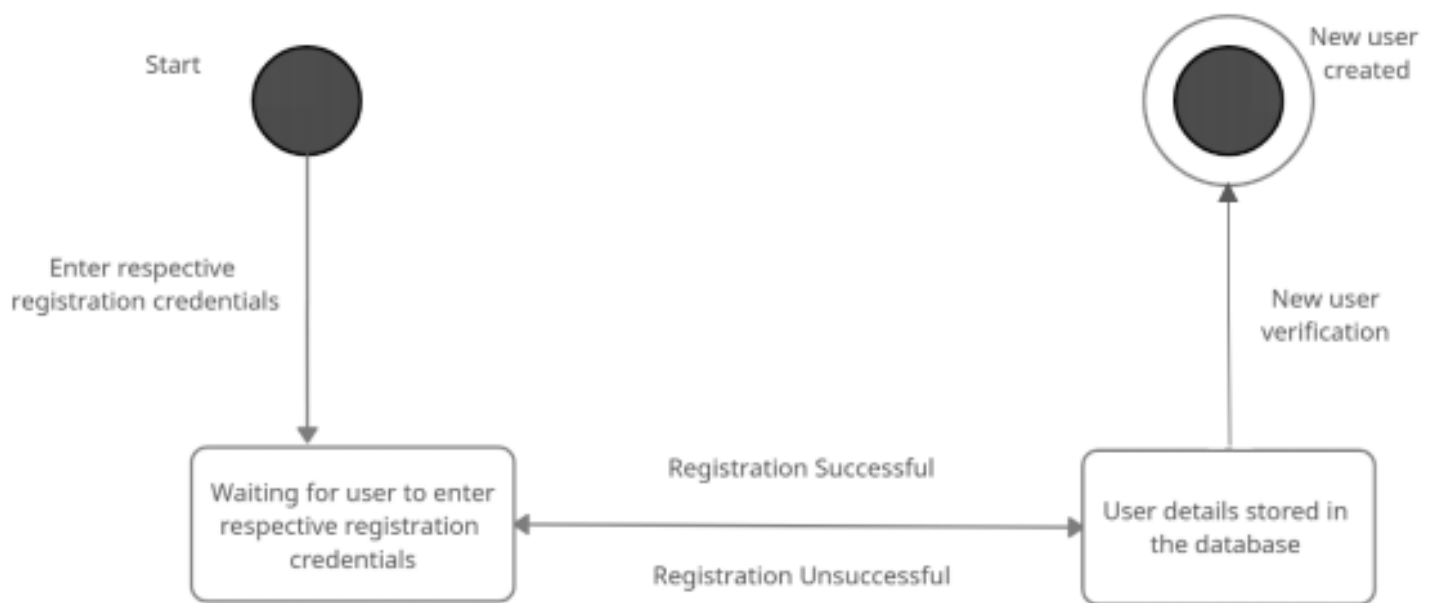 Start
New user
created
Enter respective
registration credentials
New user
verification
Waiting for user to enter
respective registration
credentials
Registration Successful
Registration Unsuccessful
User details stored in
the database